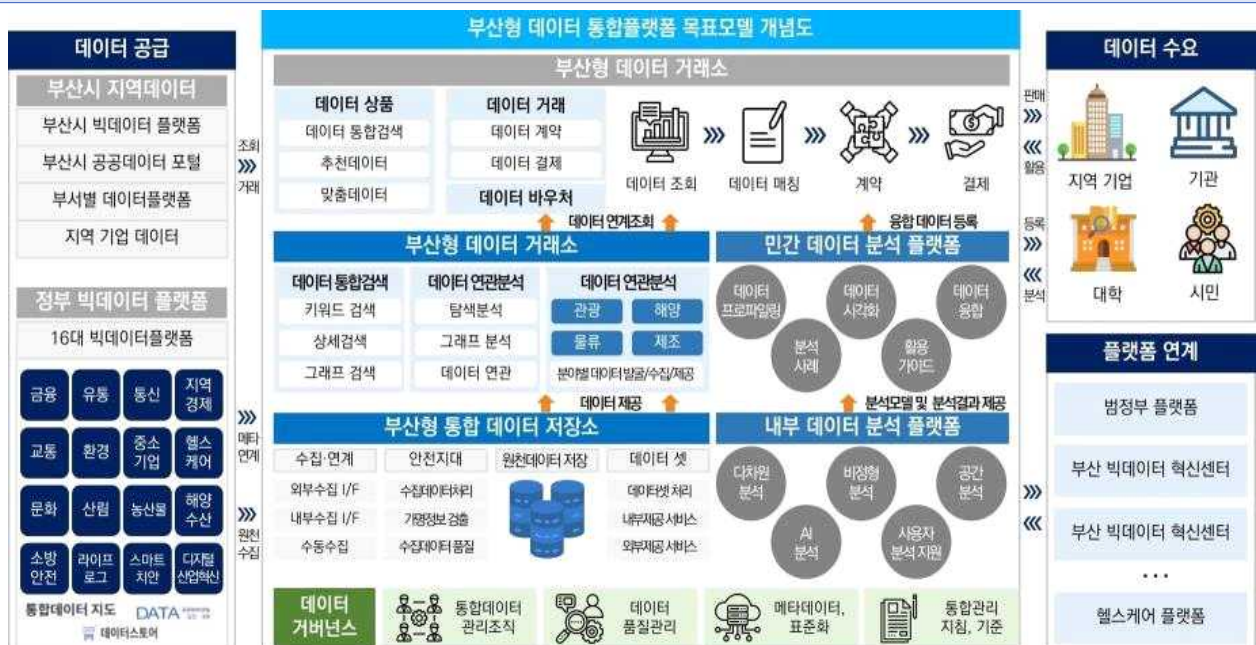 부산형 데이터 통합플랫폼 목표모델 개념도
데이터 공급
부산시 지역데이터
부산시 빅데이터 플랫폼
부산시 공공데이터 포털
부서별 데이터플랫폼
지역 기업 데이터
정부 빅데이터 플랫폼
16대 빅데이터플랫폼
금융
유통
통신
지역
경제
교통
환경
중소
기업
헬스
케어
문화
산림
농산물
해양
수산
소방
안전
라이프
로그
스마트
치안
디지털
산업혁신
통합데이터 지도
DATA
데이터스토어
조회
거래
메타
연계
원천
수집
부산형 데이터 거래소
데이터 상품
데이터 통합검색
추천데이터
맞춤데이터
데이터 거래
데이터 계약
데이터 결제
데이터 바우처
데이터 조회
데이터 매칭
계약
결제
데이터 연계조회
융합 데이터 등록
부산형 데이터 거래소
데이터 통합검색
키워드 검색
상세검색
그래프 검색
데이터 연관분석
탐색분석
그래프 분석
데이터 연관
데이터 연관분석
관광
해양
물류
제조
분야별 데이터 발굴/수집/제공
민간 데이터 분석 플랫폼
데이터
프로파일링
데이터
시각화
데이터
융합
분석
사례
활용
가이드
데이터 제공
분석모델 및 분석결과 제공
부산형 통합 데이터 저장소
수집·연계
외부수집 I/F
내부수집 I/F
수동수집
안전지대
수집데이터처리
가명정보 검출
수집데이터 품질
원천데이터 저장
데이터 셋
데이터셋 처리
내부제공 서비스
외부제공 서비스
내부 데이터 분석 플랫폼
다차원
분석
비정형
분석
공간
분석
AI
분석
사용자
분석 지원
데이터
거버넌스
통합데이터
관리조직
데이터
품질관리
메타데이터,
표준화
통합관리
지침, 기준
판매
활용
등록
분석
데이터 수요
지역 기업
기관
대학
시민
플랫폼 연계
범정부 플랫폼
부산 빅데이터 혁신센터
부산 빅데이터 혁신센터
...
헬스케어 플랫폼